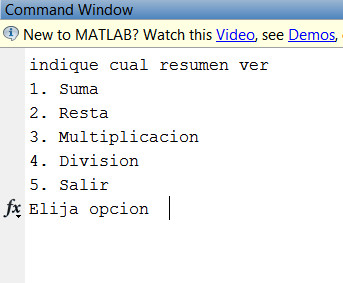 Command Window
New to MATLAB? Watch this Video, see Demos,
indique cual resumen ver
1. Suma
2. Resta
3. Multiplicacion
4. Division
5. Salir
fx Elija opcion